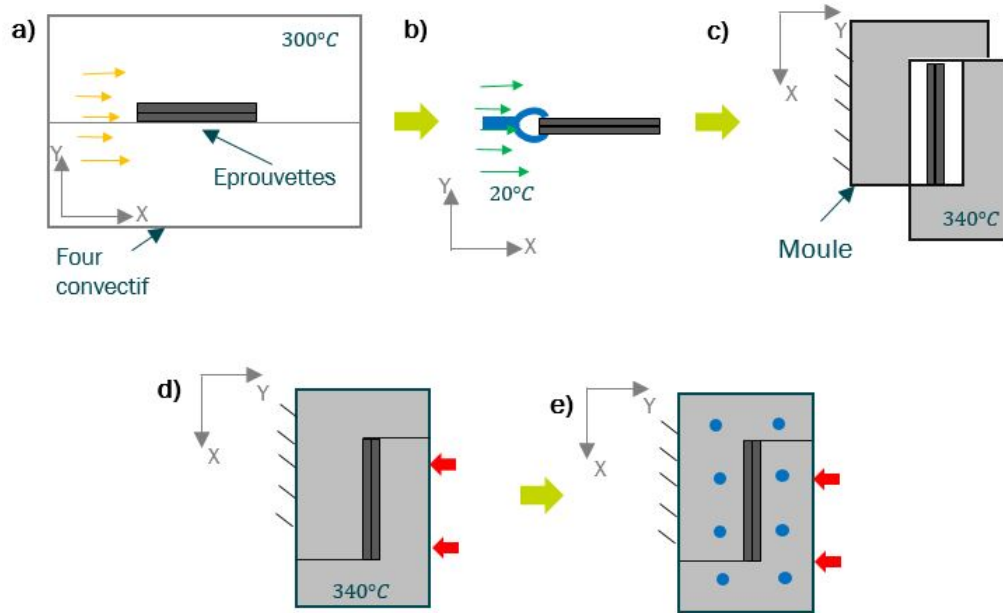 a)
300°C
Y
X
Eprouvettes
Four
convectif
b)
20°C
Y
X
c)
Y
X
340°C
Moule
d)
Y
X
340°C
e)
Y
X